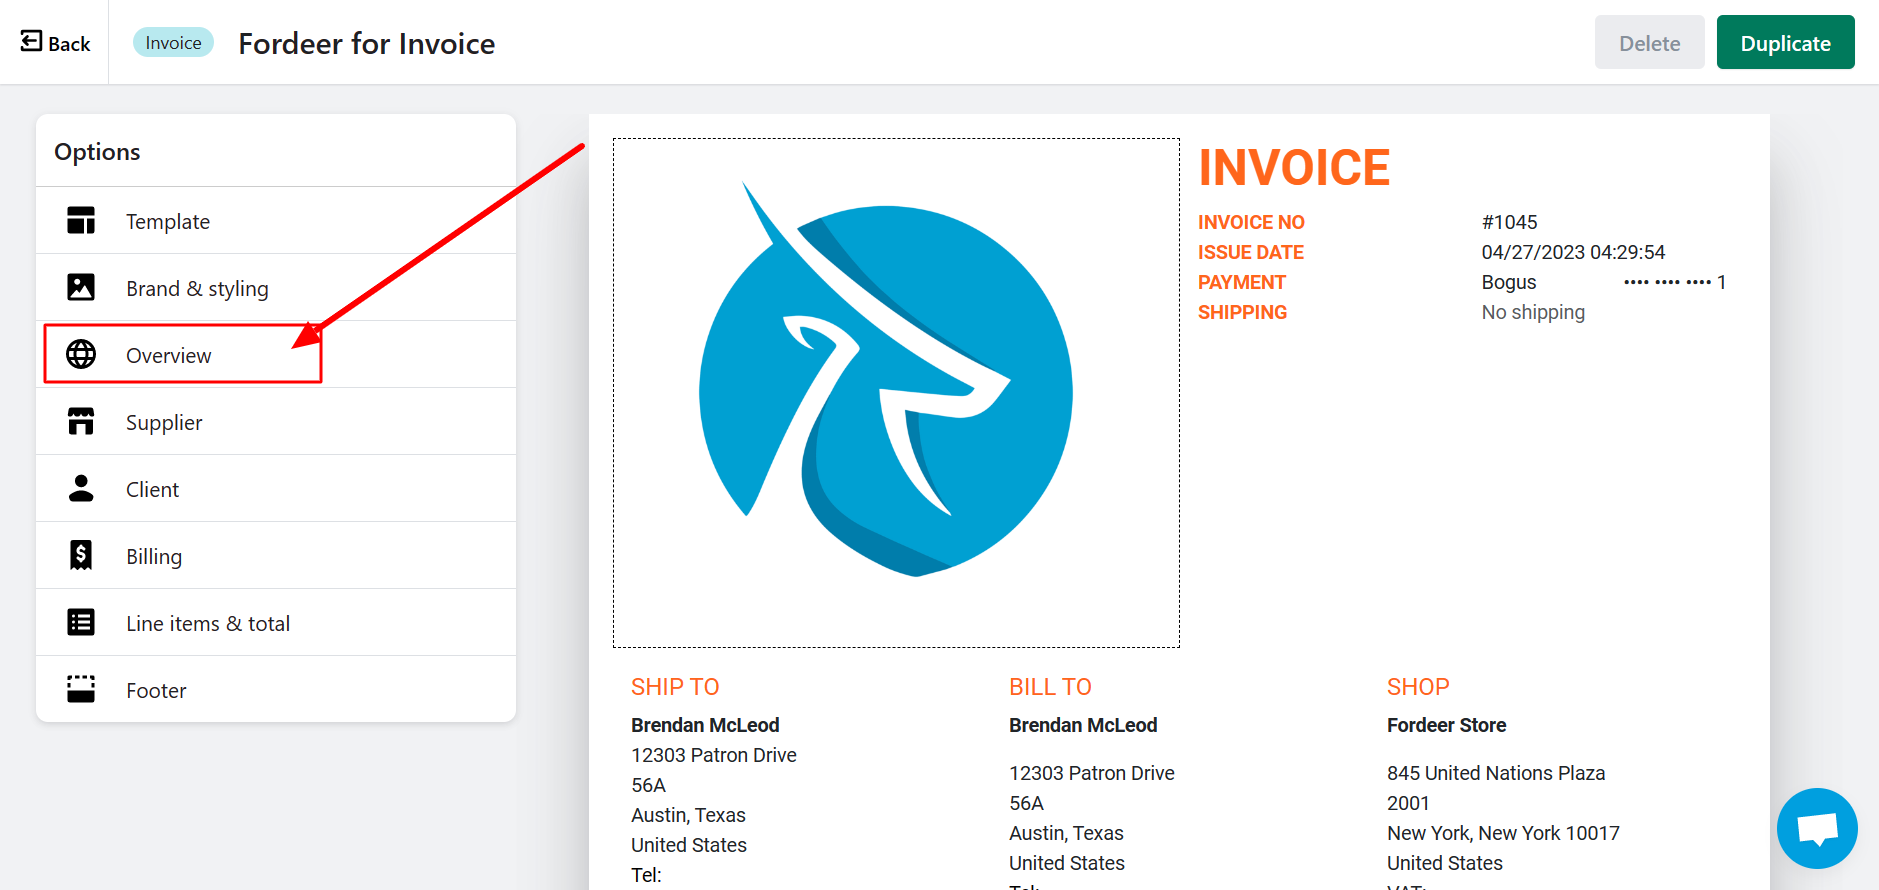 Back
Invoice
Fordeer for Invoice
Delete
Duplicate
Options
Template
Brand & styling
Overview
Supplier
Client
Billing
Line items & total
Footer
INVOICE
INVOICE NO #1045
ISSUE DATE 04/27/2023 04:29:54
PAYMENT Bogus •••• •••• •••• 1
SHIPPING No shipping
SHIP TO
Brendan McLeod
12303 Patron Drive
56A
Austin, Texas
United States
Tel:
BILL TO
Brendan McLeod
12303 Patron Drive
56A
Austin, Texas
United States
SHOP
Fordeer Store
845 United Nations Plaza
2001
New York, New York 10017
United States